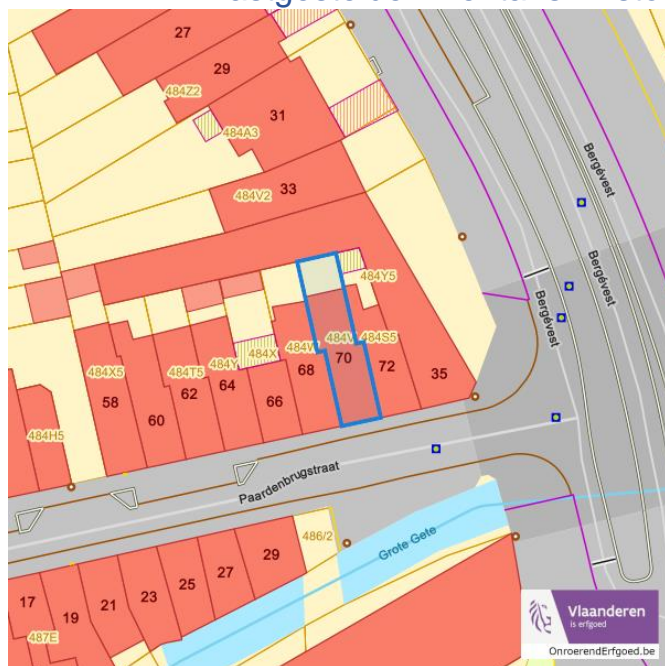 27
29
484Z2
31
484A3
33
484V2
Bergévest
Bergévest
Bergévest
484Y5
484X5
484T5
484Y
484X
484W
484V
484S5
58
60
62
64
66
68
70
72
35
484H5
Paardenbrugstraat
486/2
Grote Gete
17
19
21
23
25
27
29
487E
Vlaanderen
is erfgoed
OnroerendErfgoed.be